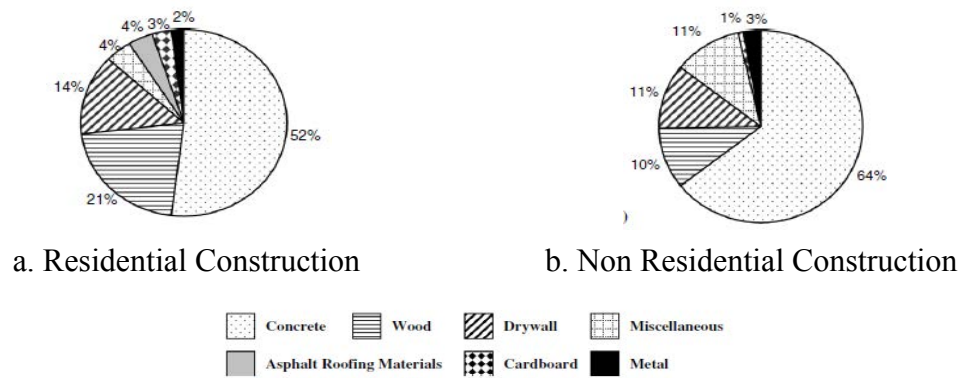 4% 3% 2%
4%
14%
52%
21%
11% 1% 3%
11%
10%
64%
)
a. Residential Construction
b. Non Residential Construction
Concrete Wood Drywall Miscellaneous
Asphalt Roofing Materials Cardboard Metal